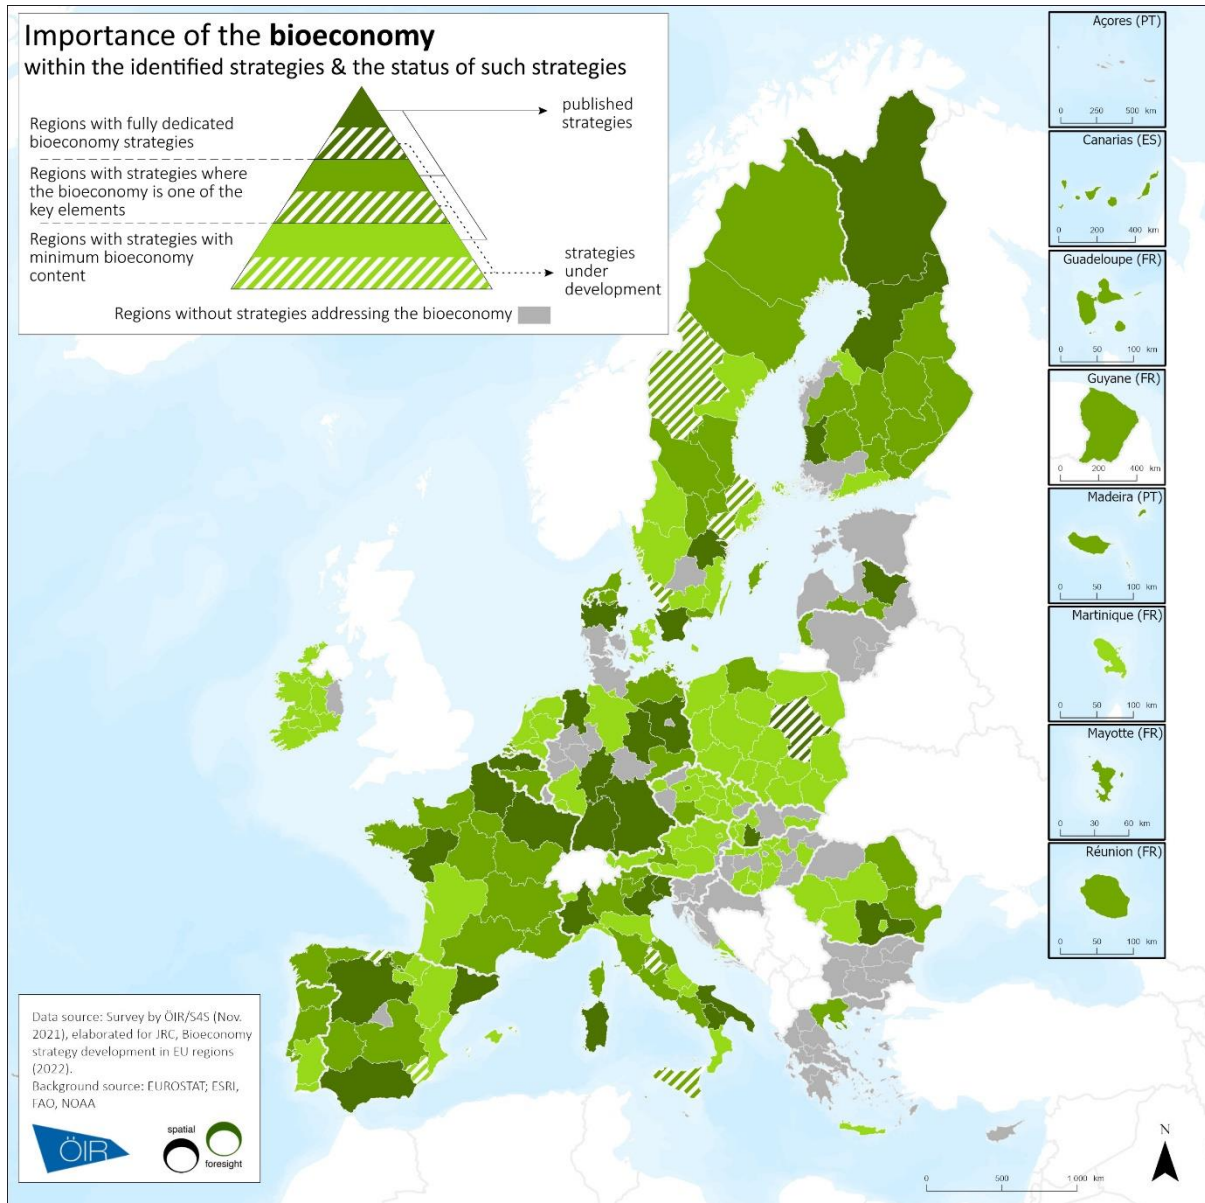 Importance of the bioeconomy
within the identified strategies & the status of such strategies
Regions with fully dedicated
bioeconomy strategies
Regions with strategies where
the bioeconomy is one of the
key elements
Regions with strategies with
minimum bioeconomy
content
published
strategies
strategies
under
development
Regions without strategies addressing the bioeconomy
Açores (PT)
0 250 500 km
Canarias (ES)
0 200 400 km
Guadeloupe (FR)
0 50 100 km
Guyane (FR)
0 200 400 km
Madeira (PT)
0 50 100 km
Martinique (FR)
0 50 100 km
Mayotte (FR)
0 30 60 km
Réunion (FR)
0 50 100 km
Data source: Survey by ÖIR/S4S (Nov.
2021), elaborated for JRC, Bioeconomy
strategy development in EU regions
(2022).
Background source: EUROSTAT; ESRI,
FAO, NOAA
ÖIR
spatial
foresight
N
0 500 1 000 km